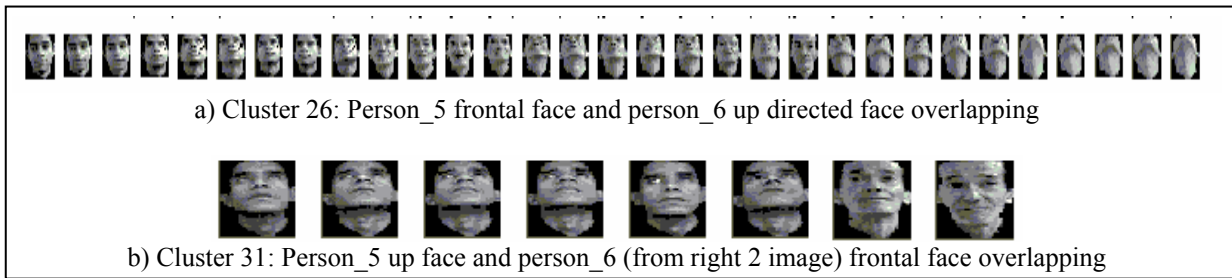 a) Cluster 26: Person_5 frontal face and person_6 up directed face overlapping
b) Cluster 31: Person_5 up face and person_6 (from right 2 image) frontal face overlapping